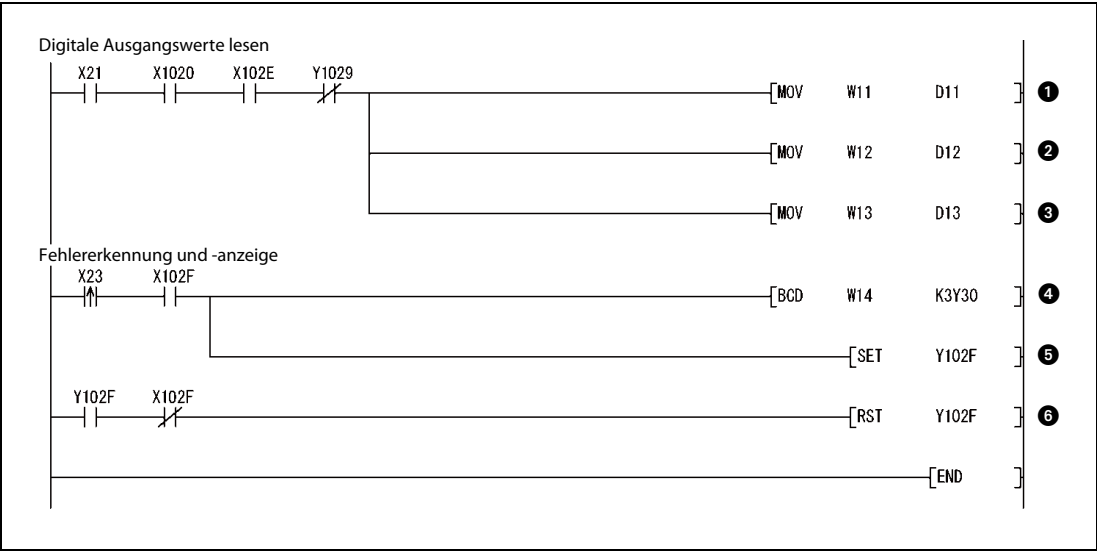 Digitale Ausgangswerte lesen
X21 X1020 X102E Y1029
[MOV W11 D11 ] 1
[MOV W12 D12 ] 2
[MOV W13 D13 ] 3
Fehlererkennung und -anzeige
X23 X102F
[BCD W14 K3Y30 ] 4
[SET Y102F ] 5
Y102F X102F
[RST Y102F ] 6
[END ]